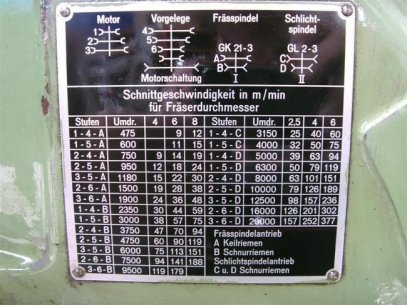 Motor Vorgelege Frässpindel Schlicht-
spindel
1 4 GK 21-3 GL 2-3
2 5 A C
3 6 B D
Motorschaltung I II
Schnittgeschwindigkeit in m/min
für Fräserdurchmesser
Stufen Umdr. 4 6 8 Stufen Umdr. 2,5 4 6
1-4-A 475 9 12 1-4-C 3150 25 40 60
1-5-A 600 11 15 1-5-C 4000 32 50 75
2-4-A 750 9 14 19 1-4-D 5000 39 63 94
2-5-A 950 12 18 24 2-5-C 6300 50 79 119
3-5-A 1180 15 22 30 2-4-D 8000 63 101 151
2-6-A 1500 19 28 38 2-5-D 10000 79 126 189
3-6-A 1900 24 36 48 3-5-D 12500 98 157 236
1-4-B 2350 30 44 59 2-6-D 16000 126 201 302
1-5-B 3000 38 57 75 3-6-D 20000 157 252 377
2-4-B 3750 47 70 94 Frässpindelantrieb
2-5-B 4750 60 90 119 A Keilriemen
3-5-B 6000 75 113 151 B Schnurriemen
2-6-B 7500 94 141 188 Schlichtspindelantrieb
3-6-B 9500 119 179 C u D Schnurriemen